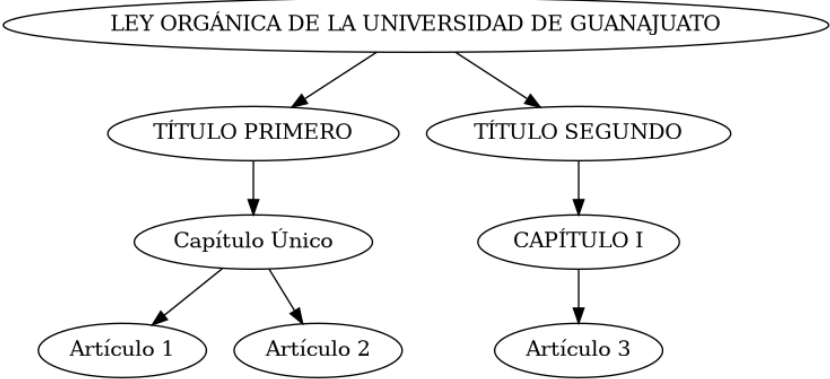 LEY ORGÁNICA DE LA UNIVERSIDAD DE GUANAJUATO
TÍTULO PRIMERO
TÍTULO SEGUNDO
Capítulo Único
CAPÍTULO I
Artículo 1
Artículo 2
Artículo 3